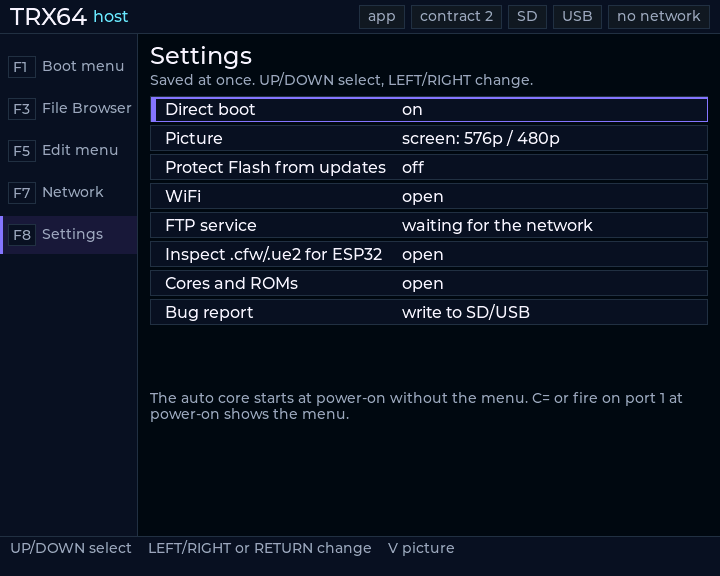 TRX64 host app contract 2 SD USB no network
F1 Boot menu
F3 File Browser
F5 Edit menu
F7 Network
F8 Settings
Settings
Saved at once. UP/DOWN select, LEFT/RIGHT change.
Direct boot on
Picture screen: 576p / 480p
Protect Flash from updates off
WiFi open
FTP service waiting for the network
Inspect .cfw/.ue2 for ESP32 open
Cores and ROMs open
Bug report write to SD/USB
The auto core starts at power-on without the menu. C= or fire on port 1 at
power-on shows the menu.
UP/DOWN select LEFT/RIGHT or RETURN change V picture